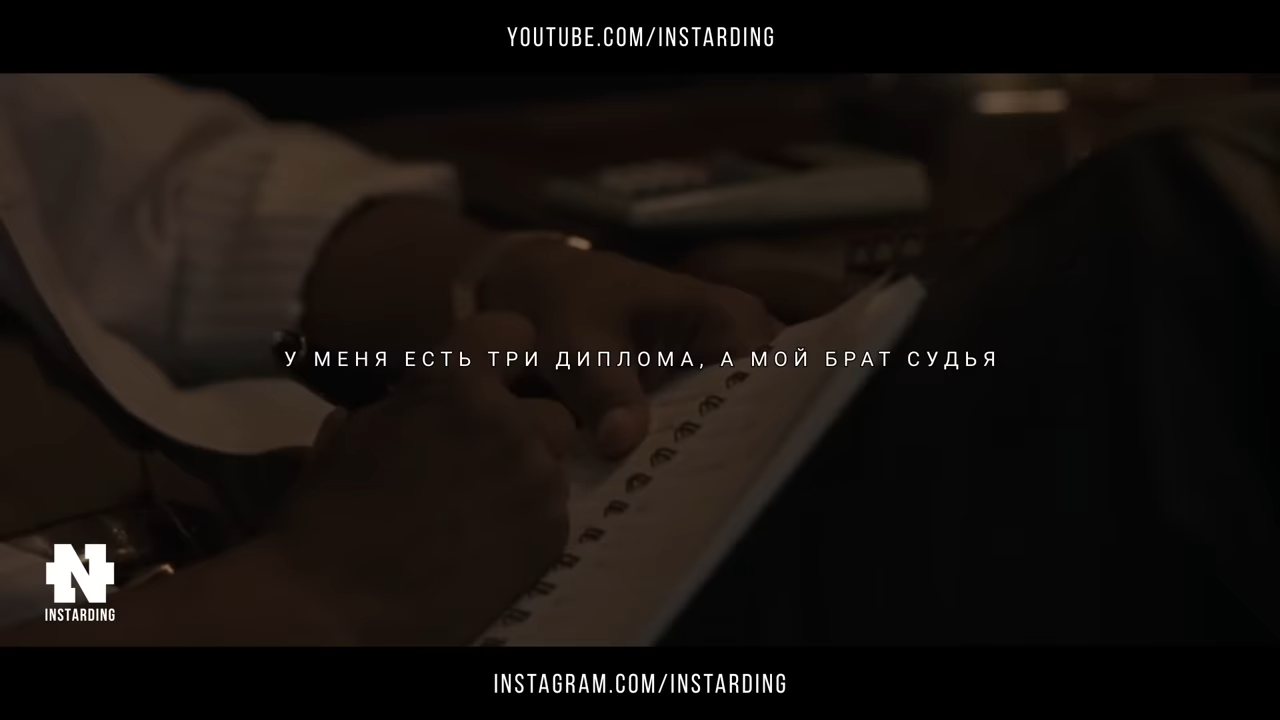 YOUTUBE.COM/INSTARDING
У МЕНЯ ЕСТЬ ТРИ ДИПЛОМА, А МОЙ БРАТ СУДЬЯ
INSTARDING
INSTAGRAM.COM/INSTARDING